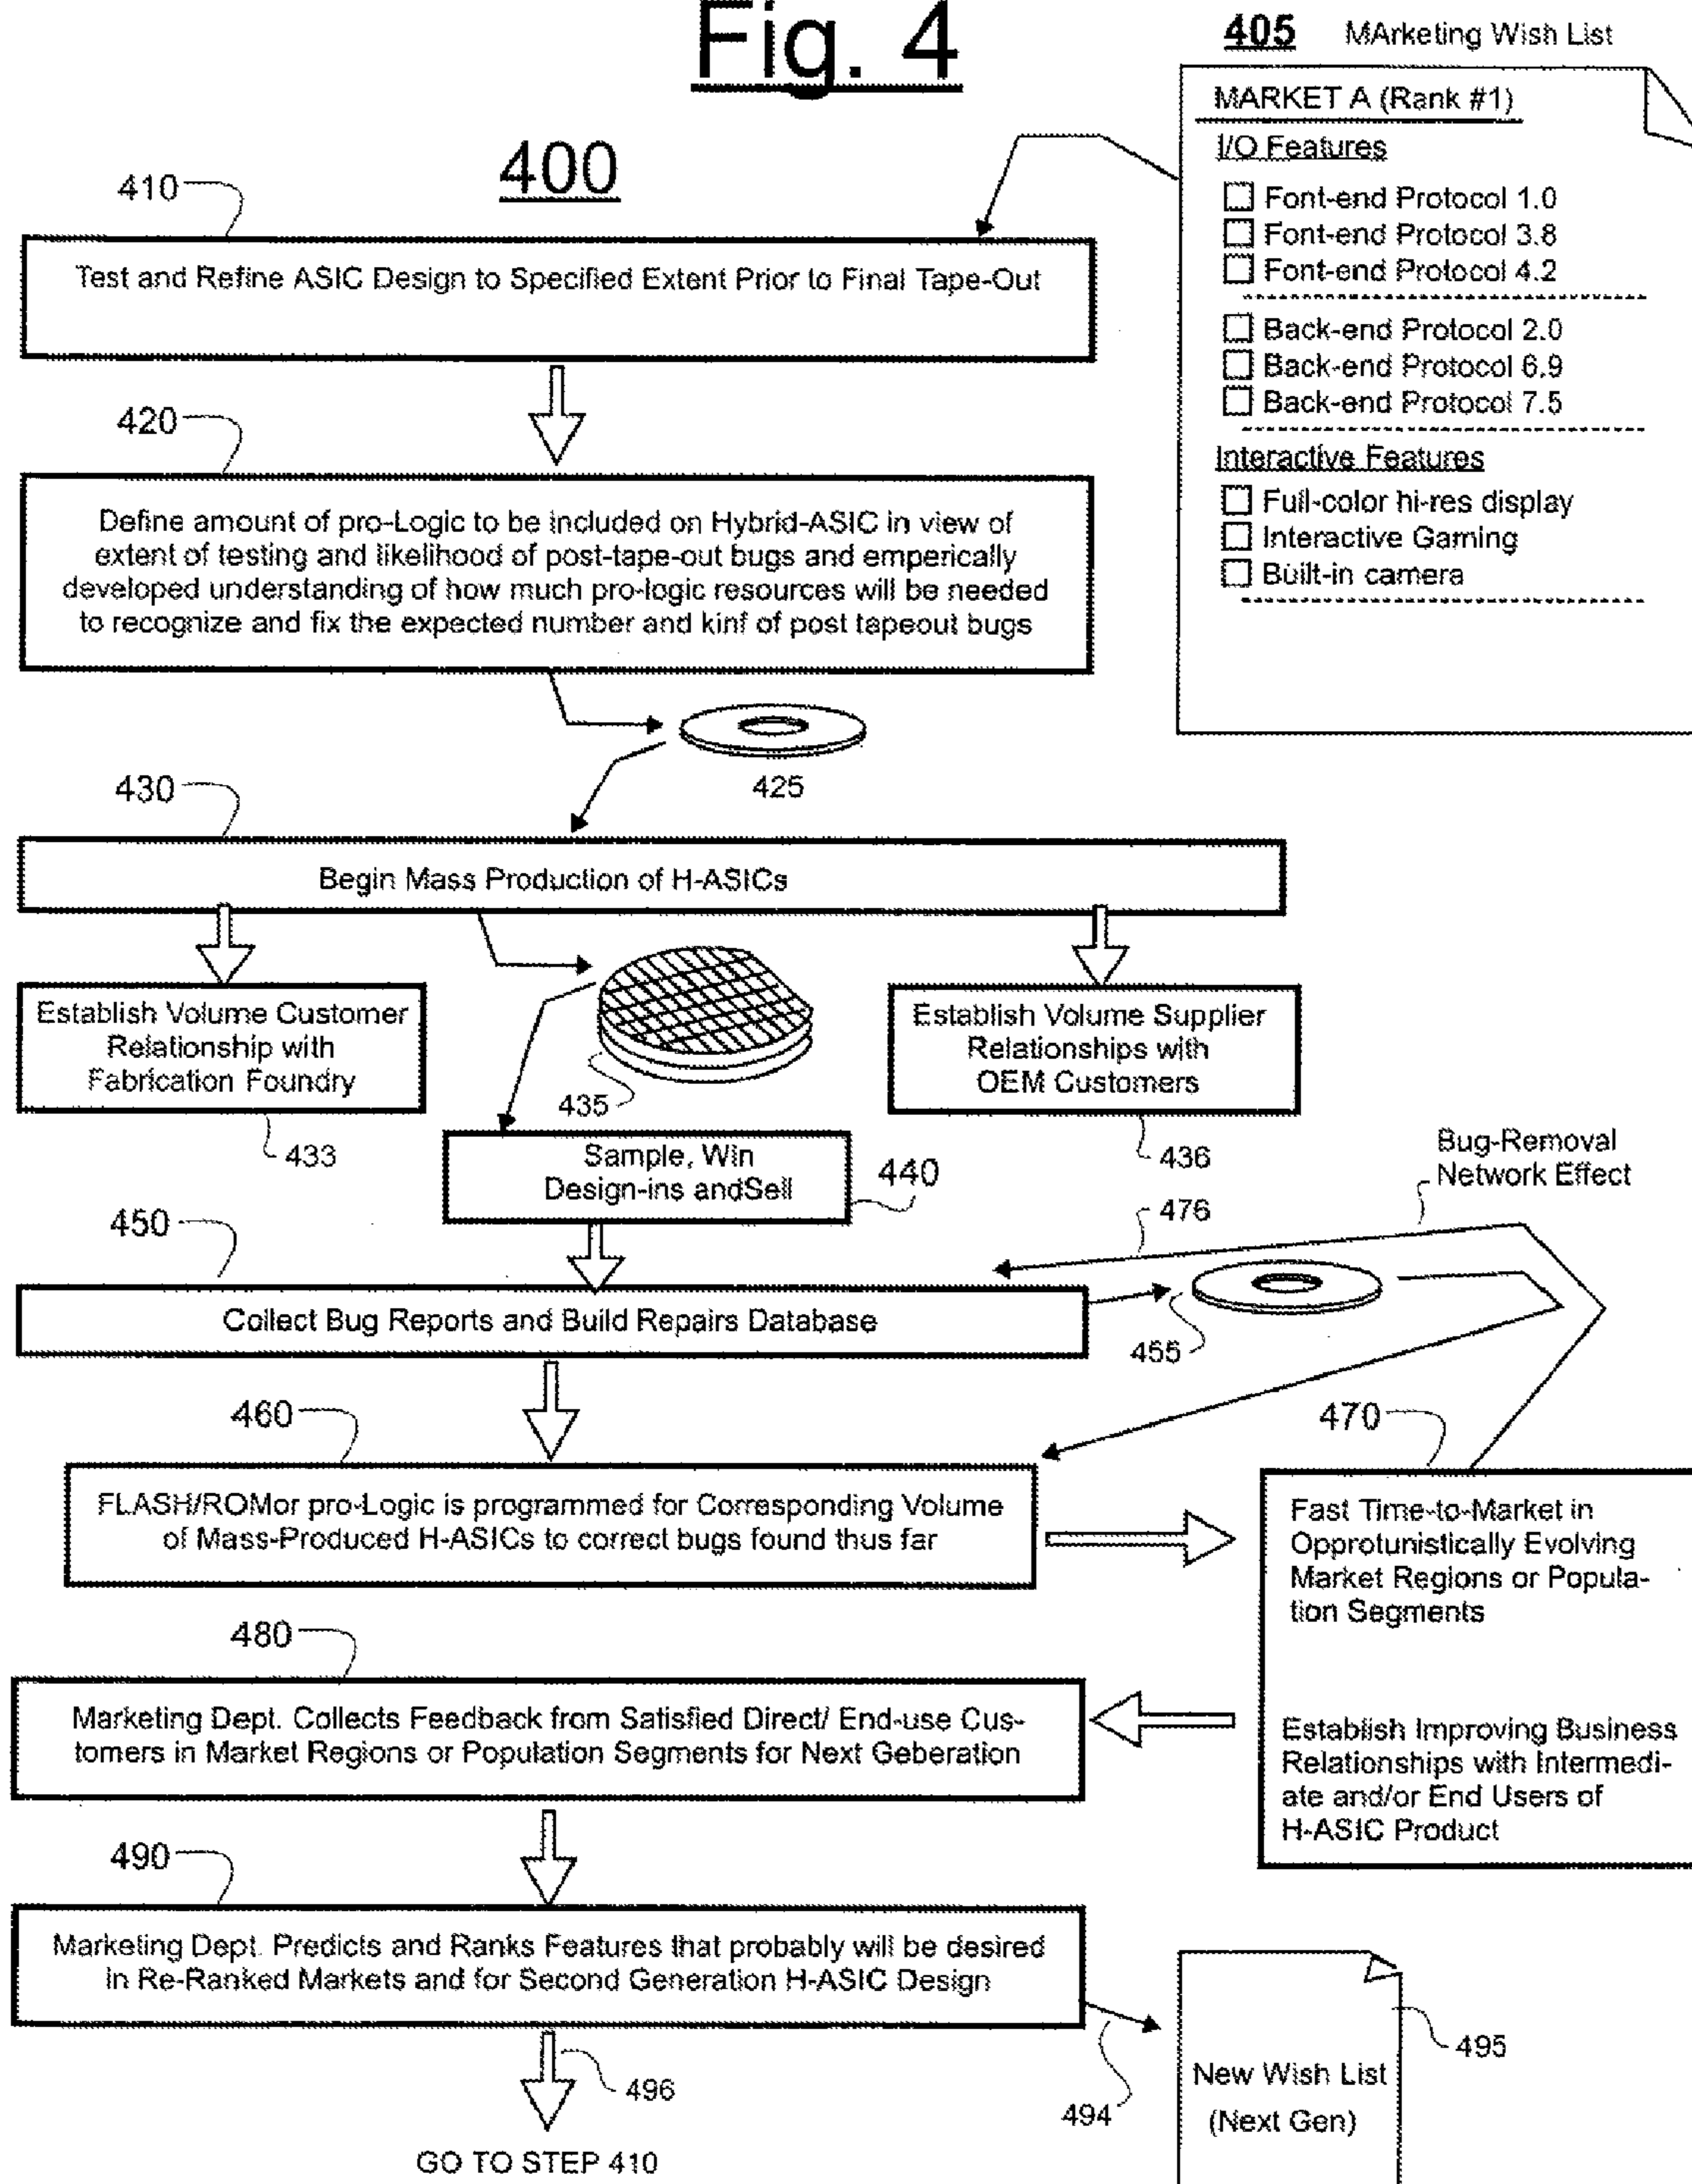 Fig. 4
405 MArketing Wish List
MARKET A (Rank #1)
I/O Features
Font-end Protocol 1.0
Font-end Protocol 3.8
Font-end Protocol 4.2
Back-end Protocol 2.0
Back-end Protocol 6.9
Back-end Protocol 7.5
Interactive Features
Full-color hi-res display
Interactive Gaming
Built-in camera
400
410
Test and Refine ASIC Design to Specified Extent Prior to Final Tape-Out
420
Define amount of pro-Logic to be included on Hybrid-ASIC in view of
extent of testing and likelihood of post-tape-out bugs and emperically
developed understanding of how much pro-logic resources will be needed
to recognize and fix the expected number and kinf of post tapeout bugs
425
430
Begin Mass Production of H-ASICs
Establish Volume Customer
Relationship with
Fabrication Foundry
433
435
Establish Volume Supplier
Relationships with
OEM Customers
436
Sample, Win
Design-ins andSell
440
Bug-Removal
Network Effect
476
450
Collect Bug Reports and Build Repairs Database
455
460
FLASH/ROMor pro-Logic is programmed for Corresponding Volume
of Mass-Produced H-ASICs to correct bugs found thus far
470
Fast Time-to-Market in
Opprotunistically Evolving
Market Regions or Popula-
tion Segments
Establish Improving Business
Relationships with Intermedi-
ate and/or End Users of
H-ASIC Product
480
Marketing Dept. Collects Feedback from Satisfied Direct/ End-use Cus-
tomers in Market Regions or Population Segments for Next Geberation
490
Marketing Dept. Predicts and Ranks Features that probably will be desired
in Re-Ranked Markets and for Second Generation H-ASIC Design
494
495
New Wish List
(Next Gen)
496
GO TO STEP 410